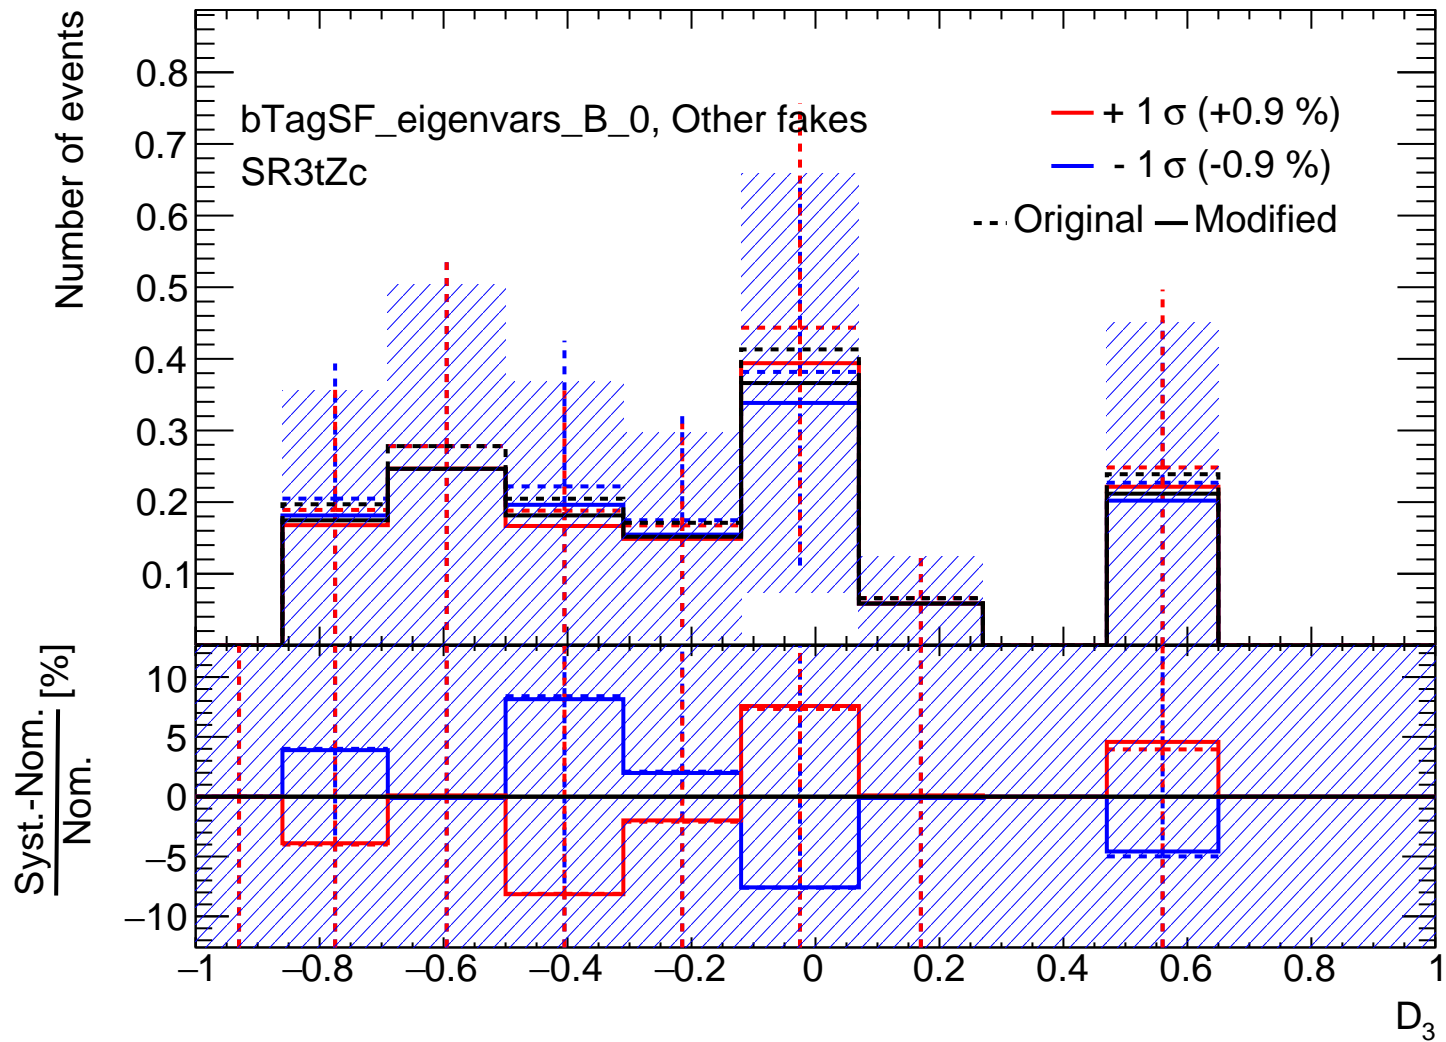 Number of events
0.8
0.7
0.6
0.5
0.4
0.3
0.2
0.1
bTagSF_eigenvars_B_0, Other fakes
SR3tZc
+ 1 σ (+0.9 %)
- 1 σ (-0.9 %)
Original Modified
Syst.-Nom.
Nom.
[%]
10
5
0
−5
−10
−1 −0.8 −0.6 −0.4 −0.2 0 0.2 0.4 0.6 0.8 1
D3